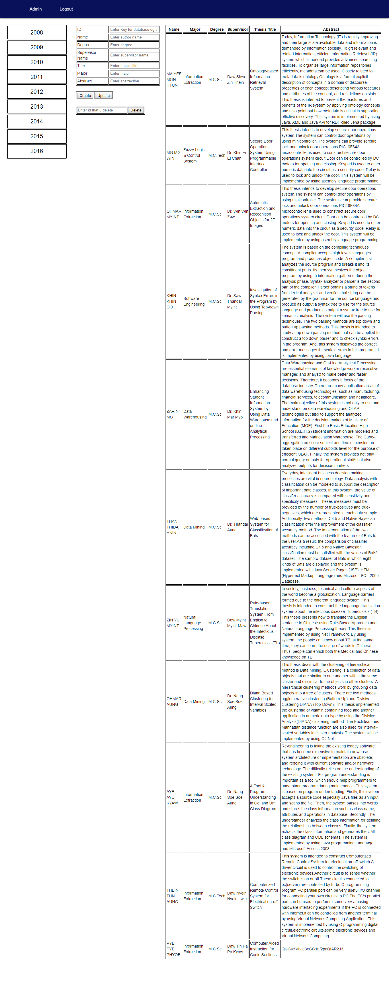 Admin Logout
2008
2009
2010
2011
2012
2013
2014
2015
2016
ID Enter Key for database eg:0
Name Enter author name
Degree Enter degree
Supervisor
Name Enter supervisor name
Title Enter thesis title
Major Enter major
Abstract Enter abstraction
Create Update
Enter id that u delete Delete
Name Major Degree Supervisor Thesis Title Abstract
MA YEE
MON
HTUN
Information
Extraction
M.C.Sc
Daw Shwe
Zin Thein
Ontology-based
Information
Retrieval
System
Today, Information Technology (IT) is rapidly improving
and then large-scale availiable data and information is
demanded by information socieity. To grt relevant and
related information, efficient Information Reteieval (IR)
system which is needed provides advanced searching
facilities. To organize large information repositories
efficiently, metadata can be used. Closely related to
metadata is ontology.Ontology is a formal explicit
description of concepts in a domain of discourse,
properties of each concept descripting various feactures
and attributes of the concept, and restrictions on slots.
This thesis is intented to present the feactures and
benefits of the IR system by applying ontology concepts
and also point out how metadata is critical in supporting
effictive discovery. This system is implemented by using
Java, XML and Java APi for RDF clled Jena package.
MG MG
WIN
Fuzzy Logic
& Control
System
M.C.Tech
Dr. Khin Ei
Ei Chan
Secure Door
Operations
System Using
Programmable
Interface
Controller
This thesis intends to develop secure door operations
system.The system can control door operations by
using minicontroller. The systems can provide sercure
lock and unlock door operations.PIC16F84A
microcontroller is used to construct secure door
operations system circuit.Door can be controlled by DC
motors for opening and closing. Keypad is used to enter
numeric data into the circuit as a security code. Relay is
used to lock and unlock the door. This system will be
implemented by using asembly language programming.
OHMAR
MYINT
Information
Extraction
M.C.Sc
Dr. Win Win
Zaw
Automatic
Extraction and
Recognition
Objects for 2D
Images
This thesis intends to develop secure door operations
system.The system can control door operations by
using minicontroller. The systems can provide sercure
lock and unlock door operations.PIC16F84A
microcontroller is used to construct secure door
operations system circuit.Door can be controlled by DC
motors for opening and closing. Keypad is used to enter
numeric data into the circuit as a security code. Relay is
used to lock and unlock the door. This system will be
implemented by using asembly language programming.
KHIN
KHIN
OO
Software
Engineering
M.C.Sc
Dr. Saw
Thandar
Myint
Investigation of
Syntax Errors in
the Program by
Using Top-down
Parsing
The system is based on the compiling techniques
concept. A compiler accepts high levels languages
program and produces object code. A compiler first
analyzes the source program and breaks it into its
constituent parts. Its then synthesizes the object
program by using th information gathered during the
analysis phase. Syntax analyzer or parser is the second
part of the compiler. Parser obtains a string of tokens
from lexical analyzer and verifies that string can be
generated by the grammar for the source language and
produce as output a syntax tree to use for the source
language and produce as output a syntax tree to use for
semantic analysis. The system will use the parsing
techniques. The two parsing methods are top down and
button up parsing methods. This thesis is intended to
study a top down parsing method that can be applied to
construct a top down parser and to check syntax errors
in the program. And, this system displayed the correct
and error messages for syntax errors in this program. It
is implemented by using Java language
ZAR NI
MG
Data
Warehousing
M.C.Sc
Dr. Khin
Mar Myo
Enhancing
Student
Information
System by
Using Data
Warehouse and
on-line
Analytical
Processing
Data Warehousing and On-Line Analytical Processing
are essential elements of knowledge worker (executive,
manager, and analyst) to make better and faster
decisions. Therefore, it becomes a focus of the
database industry. There are many application areas of
data warehousing technologies, such as manufacturing,
financial services, telecommunication and healthcare.
The main objective of this system is not only to use and
understand on data warehousing and OLAP
technologies but also to support the analyzed
information for the decision makers of Ministry of
Education (MOE). First the Basic Education High
School (B.E.H.S) student information are modeled and
transferred into Matriculation Warehouse. The Cube-
aggregation on score subject and time dimension are
taken place on different cuboids level for the purpose of
effecient OLAP. Finally, the system provides not only
normal query outputs for operational staffs but also
analyzed outputs for decision markers.
THAN
THIDA
HNIN
Data Mining
M.C.Sc
Dr. Thandar
Aung
Web-based
System for
Classification of
Bats
Everyday, intelligent business decision making
processes are vital in neurobiology. Data analysis with
classification can be modeled to support the description
of important data classes. In this system, the value of
classifer accuracy is compared with sensitivity and
specificity measures. Theses measures must be
provided by the number of true-positives and true-
negatives, which are represented in each data sample.
Additionally, two methods, C4.5 and Native Bayesian
classification offer the improvement of the classifier
accuracy method. The implementation of the two
methods can be accessed with the features of Bats to
the user.As a result, the comparision of classifier
accuracy including C4.5 and Native Bayesian
classification must be satisfied with the values of Bats'
dataset. The samplw dataset of Bats in which eight
kinds of Bats are displayed and the system is
implemented with Java Server Pages (JSP), HTML
(Hypertext Markup Language) and Microsoft SQL 2005
Database.
ZIN YU
MYINT
Natural
Language
Processing
M.C.Sc
Daw Myint
Myint Maw
Rule-based
Translation
System From
English to
Chinese About
the Infectious
Disease,
Tuberculosis(Tb)
In society, business, technical and culture aspects of
the world become a globalization. Language barriers
formed due to the different language system. This
thesis is intended to construct the langauage translation
system about the infectious disease, Tuberculosis (TB).
This thesis presents how to translate the English
sentence to Chinese using Rule-Based Approach and
Natural Language Processing theory. This thesis is
implemented by using Net Framework. By using
system, the people can know about TB; at the same
time, they can learn the usage of words in Chinese.
Thus, people can enrich both the Medical and Chinese
knowledge on TB.
OHMAR
AUNG
Data Mining
M.C.Sc
Dr. Nang
Soe Soe
Aung
Diana Based
Clustering for
Interval Scaled
Variables
This thesis deals with the clustering of hierarchical
method is Data Mining. Clustering is a collection of data
objects that are similar to one another within the same
cluster and dissimilar to the objects in other clusters. A
hierarchical clustering methods work by grouping data
objects into a tree of clusters. There are two methods
agglomerative clustering (Bottom-Up) and Divisive
clustering DIANA (Top-Down). This thesis implemented
the clustering of vitamin containing food and another
application in numeric data type by using the Divisive
Analysis(DIANA) clustering method. The Euclidean and
Manhattan distance function are also used for interval-
scaled variables in cluster analysis. The system will be
implemented by using C#.Net.
AYE
AYE
KYAW
Information
Extraction
M.C.Sc
Dr. Nang
Soe Soe
Aung
A Tool for
Program
Understanding
in Odl and Uml
Class Diagram
Re-engineering is taking the existing legacy software
that has become expensive to maintain or whose
system architecture or implementation are obsolete,
and redoing it with current software and/or hardware
technology. The difficulty relies on the understanding of
the existing system. So, program understanding is
important as a tool which should help programmers to
understand program during maintenance. This system
is based on program understanding. Firstly, this system
accepts a source code especially Java files as an input
and scans the file. Then, the system parses into words
and stores the class information such as class name,
attributes and operations in database. Secondly, The
understander analyzes the class information for defining
the relationships between classes. Finally, the system
ectracts the class information and generates the UML
class diagram and ODL schemas. The system is
implemented by using Java programming Language
and Microsoft Access 2003.
THEIN
TUN
AUNG
Information
Extraction
M.C.Tech
Daw Nyein
Nyein Lwin
Computerized
Remote Control
System for
Electrical on-off
Switch
This system is intended to construct Computerized
Remote Control System for electrical on-off switch.A
driver circuit is used to control the switching of
electronic devices.Another circuit is to sense whether
the switch is on or off.These circuits connected to
pc(server) are controlled by turbo C programming
program.PC parallel port can be very useful I/O channel
for connecting your own circuits to PC.The PC's parallel
port can be used to perfomm some very amusing
hardware interfacing experiments.If the PC is connected
with internet,it can be controlled from another terminal
by using Virtual Network Computing Application. This
system is implemented by using C programming digital
circuit,electronic circuits,some electronic devices,and
Virtual Network Computing.
PYE
PYE
PHYOE
Information
Extraction
M.C.Sc
Daw Tin Pa
Pa Kyaw
Computer Aided
Instruction for
Conic Sections
Qisj64YVhce3xGG1af2pcQtAR2J3